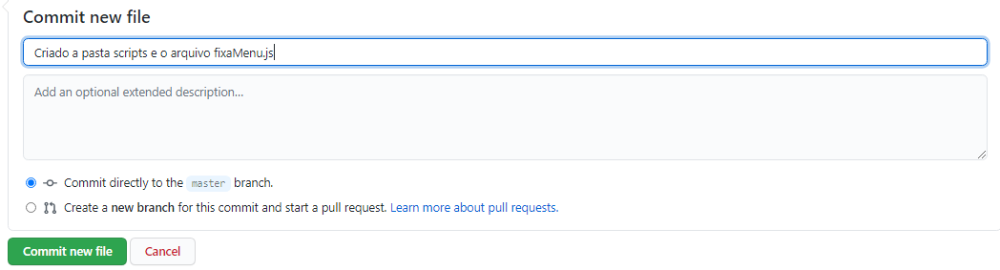 Commit new file
Criado a pasta scripts e o arquivo fixaMenu.js
Add an optional extended description...
Commit directly to the master branch.
Create a new branch for this commit and start a pull request. Learn more about pull requests.
Commit new file Cancel